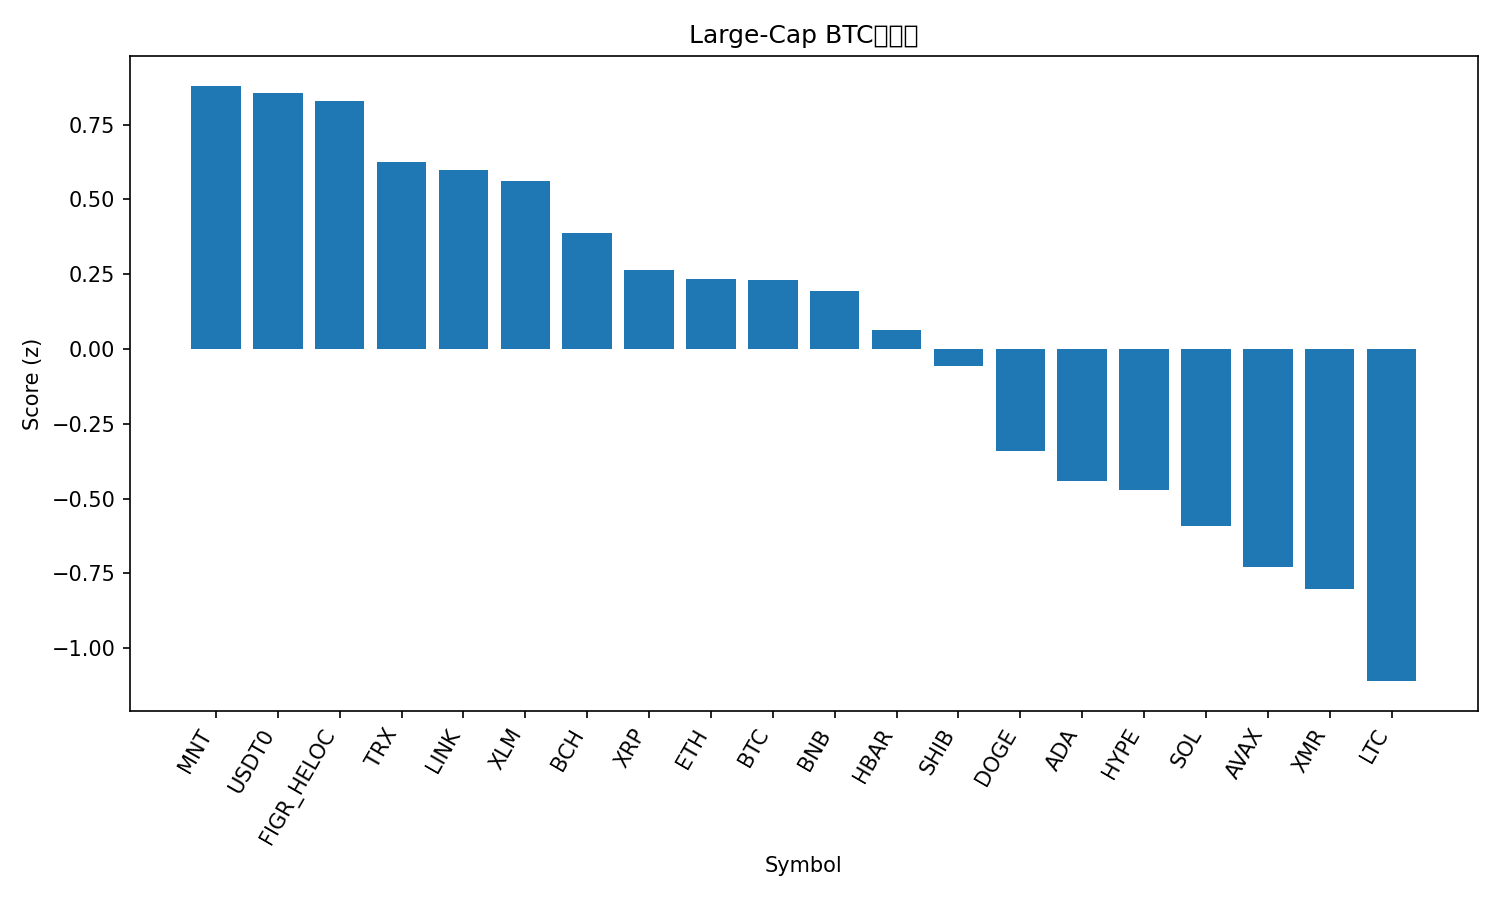 Large-Cap BTC
Score (z)
0.75
0.50
0.25
0.00
−0.25
−0.50
−0.75
−1.00
MNT
USDT0
FIGR_HELOC
TRX
LINK
XLM
BCH
XRP
ETH
BTC
BNB
HBAR
SHIB
DOGE
ADA
HYPE
SOL
AVAX
XMR
LTC
Symbol